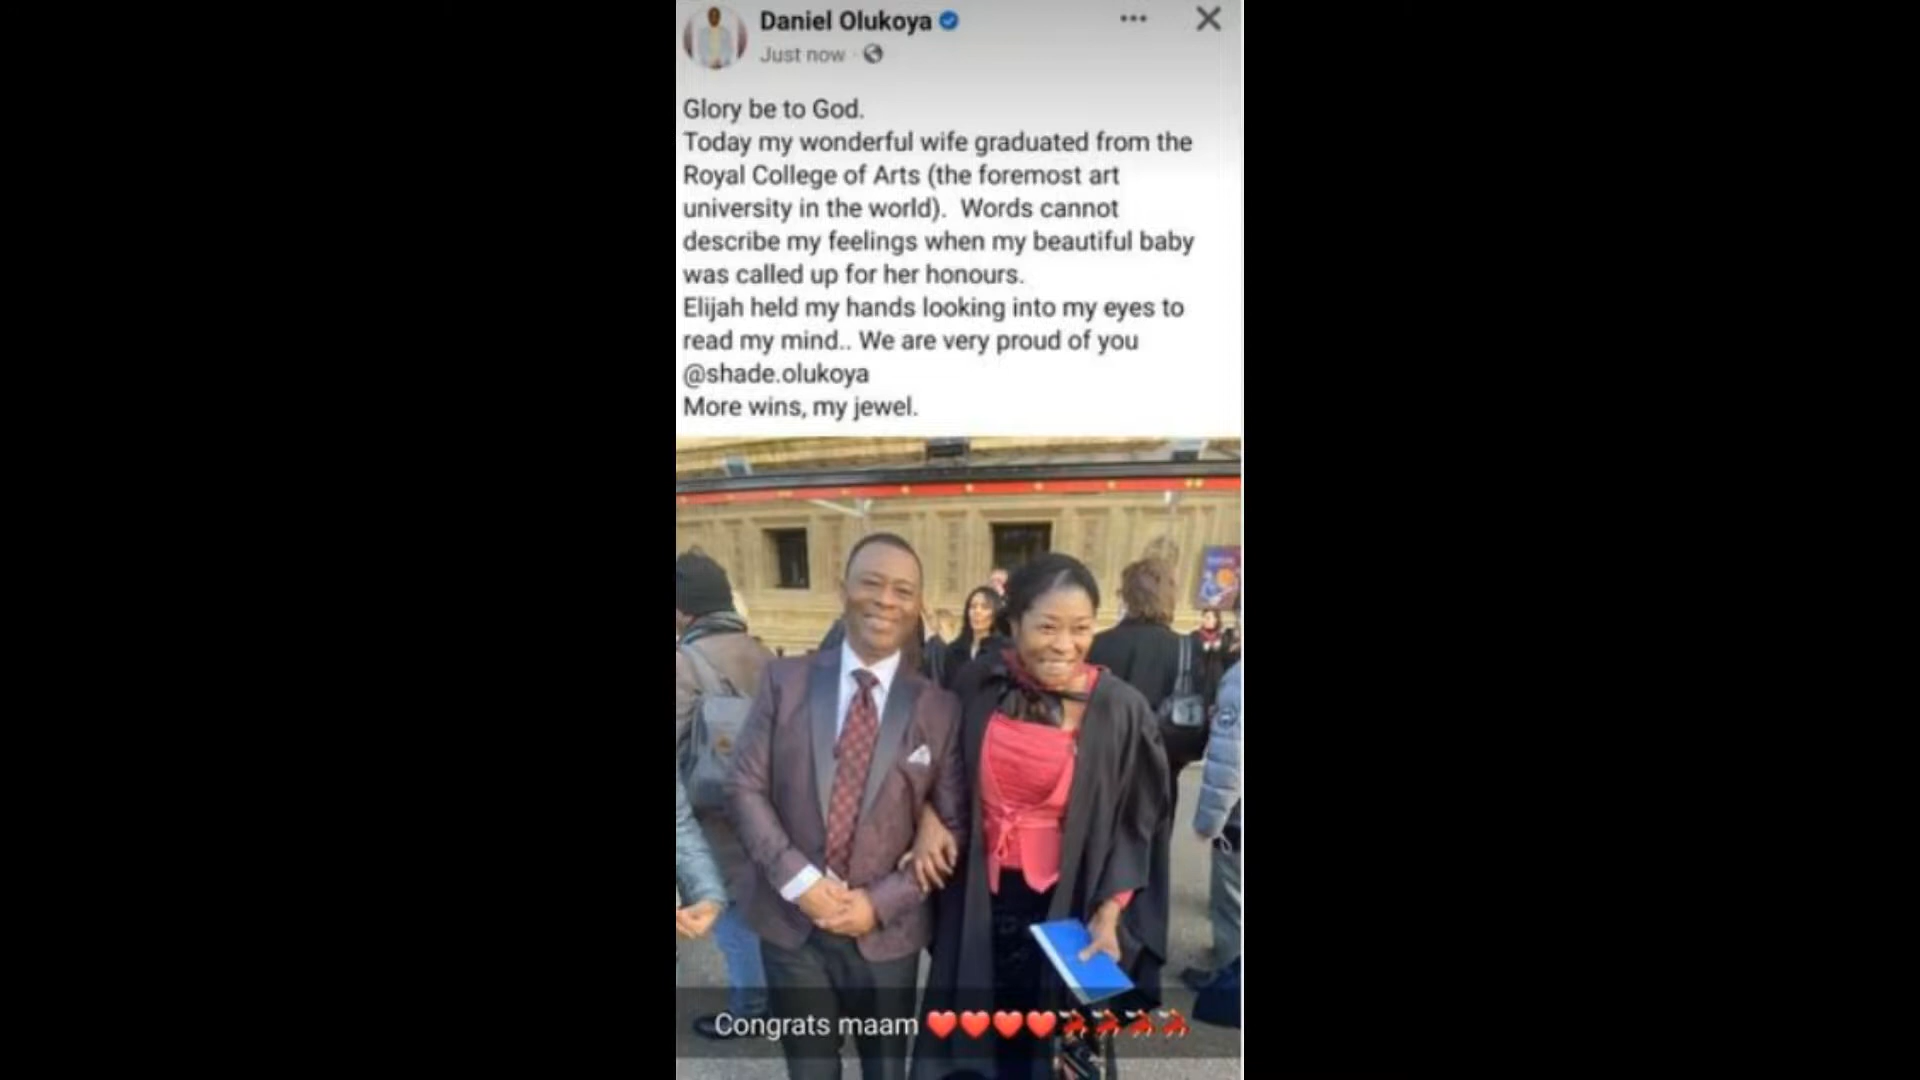 Daniel Olukoya
Just now
Glory be to God.
Today my wonderful wife graduated from the
Royal College of Arts (the foremost art
university in the world).  Words cannot
describe my feelings when my beautiful baby
was called up for her honours.
Elijah held my hands looking into my eyes to
read my mind.. We are very proud of you
@shade.olukoya
More wins, my jewel.
Congrats maam ❤️❤️❤️❤️💃💃💃💃